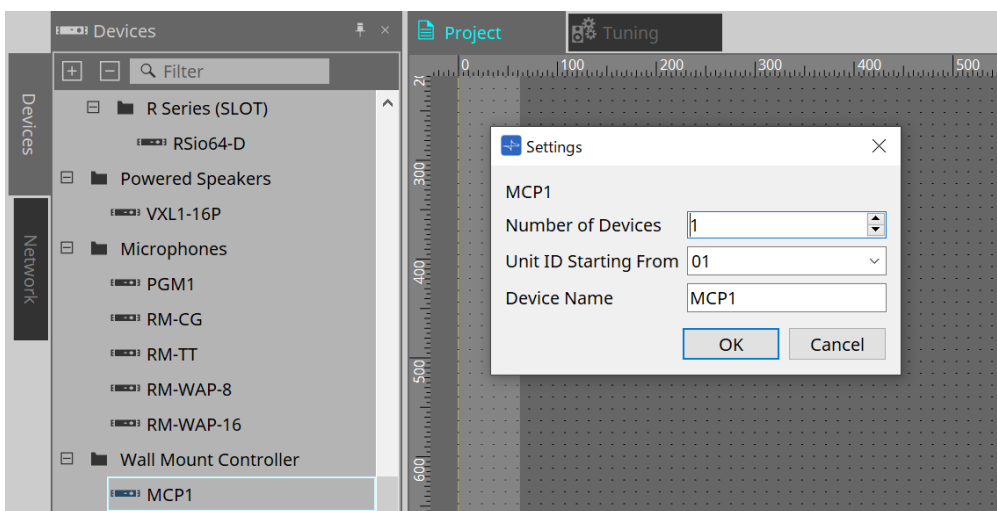 Devices
Filter
R Series (SLOT)
RSio64-D
Powered Speakers
VXL1-16P
Microphones
PGM1
RM-CG
RM-TT
RM-WAP-8
RM-WAP-16
Wall Mount Controller
MCP1
Devices
Network
Project
Tuning
0 100 200 300 400 500
300
400
500
600
Settings
MCP1
Number of Devices 1
Unit ID Starting From 01
Device Name MCP1
OK Cancel